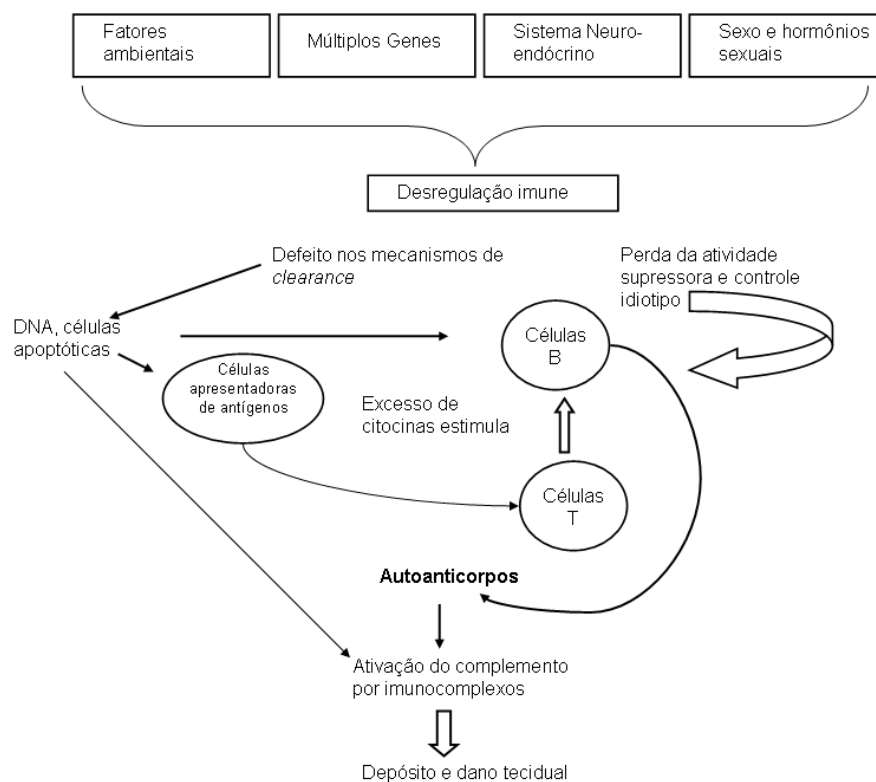 Fatores
ambientais
Múltiplos Genes
Sistema Neuro-
endócrino
Sexo e hormônios
sexuais
Desregulação imune
Defeito nos mecanismos de
clearance
Perda da atividade
supressora e controle
idiotipo
DNA, células
apoptóticas
Células
B
Células
apresentadoras
de antígenos
Excesso de
citocinas estimula
Células
T
Autoanticorpos
Ativação do complemento
por imunocomplexos
Depósito e dano tecidual